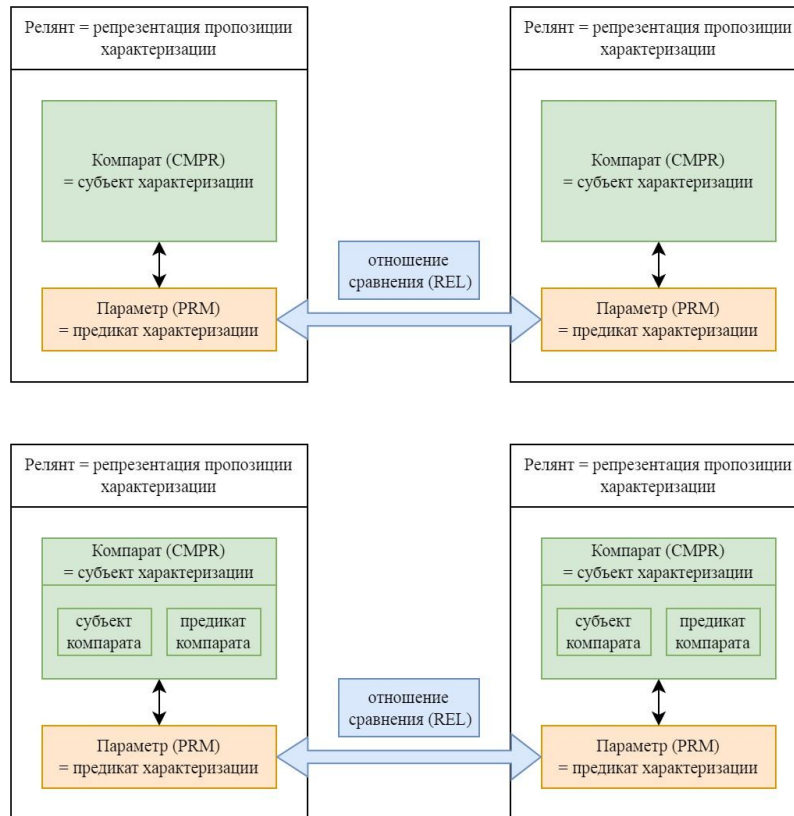 Релянт = репрезентация пропозиции
характеризации
Компарат (CMPR)
= субъект характеризации
Параметр (PRM)
= предикат характеризации
отношение
сравнения (REL)
Релянт = репрезентация пропозиции
характеризации
Компарат (CMPR)
= субъект характеризации
Параметр (PRM)
= предикат характеризации
Релянт = репрезентация пропозиции
характеризации
Компарат (CMPR)
= субъект характеризации
субъект
компарата
предикат
компарата
Параметр (PRM)
= предикат характеризации
отношение
сравнения (REL)
Релянт = репрезентация пропозиции
характеризации
Компарат (CMPR)
= субъект характеризации
субъект
компарата
предикат
компарата
Параметр (PRM)
= предикат характеризации